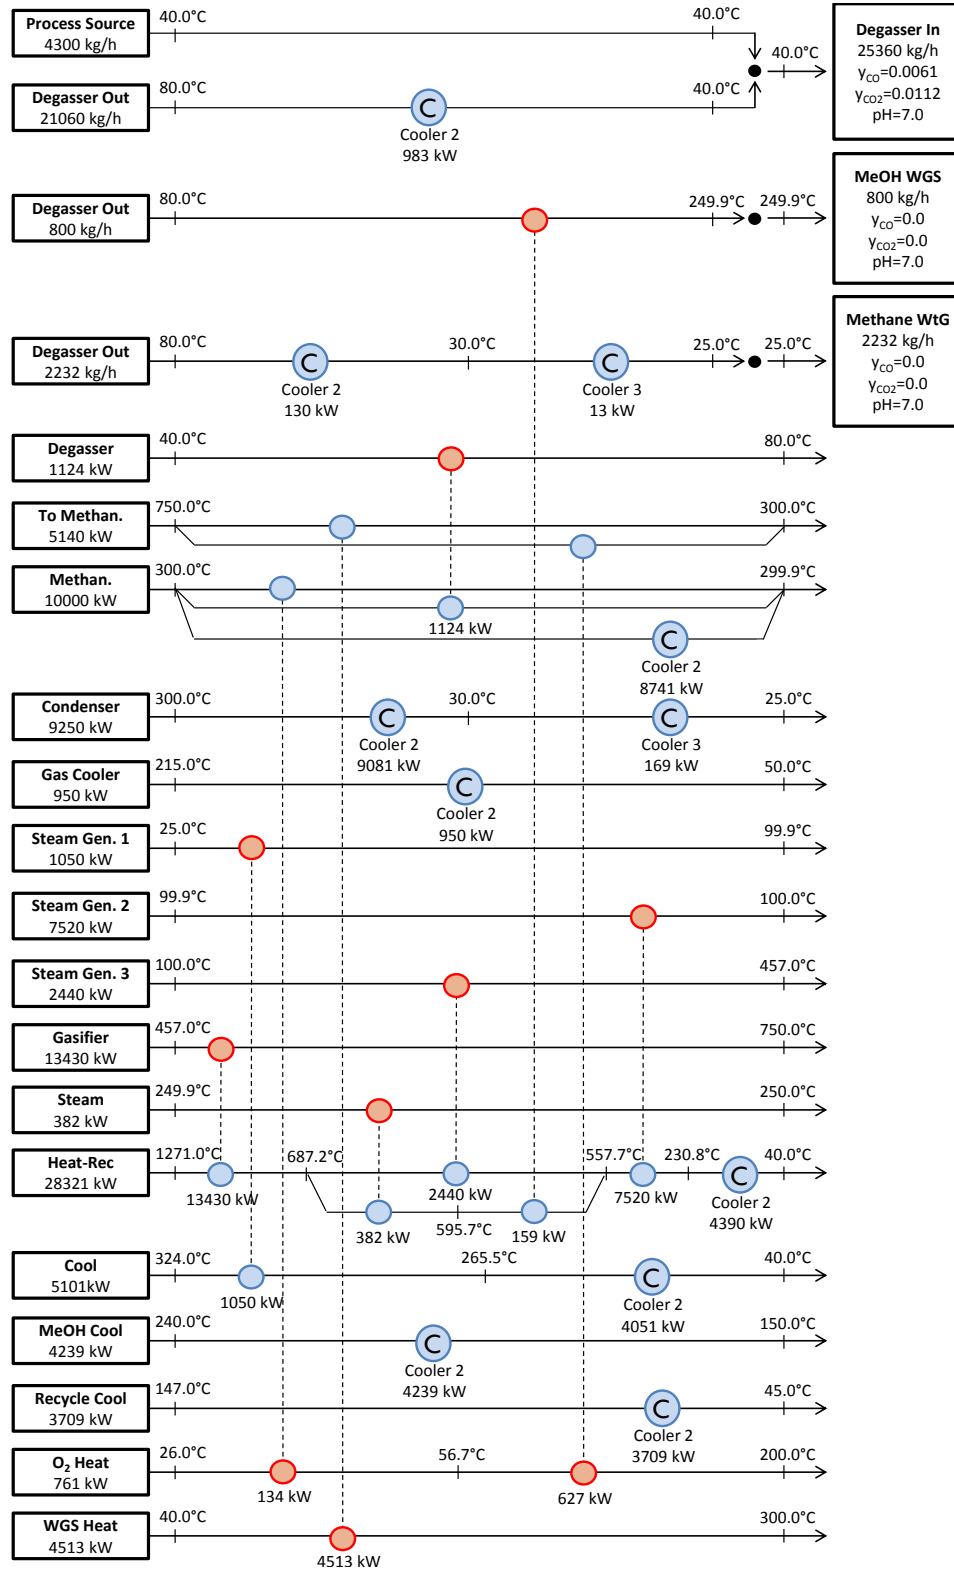 Process Source
4300 kg/h
40.0°C
40.0°C
40.0°C
Degasser In
25360 kg/h
yCO=0.0061
yCO2=0.0112
pH=7.0
Degasser Out
21060 kg/h
80.0°C
40.0°C
C
Cooler 2
983 kW
Degasser Out
800 kg/h
80.0°C
249.9°C
249.9°C
MeOH WGS
800 kg/h
yCO=0.0
yCO2=0.0
pH=7.0
Degasser Out
2232 kg/h
80.0°C
C
Cooler 2
130 kW
30.0°C
C
Cooler 3
13 kW
25.0°C
25.0°C
Methane WtG
2232 kg/h
yCO=0.0
yCO2=0.0
pH=7.0
Degasser
1124 kW
40.0°C
80.0°C
To Methan.
5140 kW
750.0°C
300.0°C
Methan.
10000 kW
300.0°C
299.9°C
1124 kW
C
Cooler 2
8741 kW
Condenser
9250 kW
300.0°C
C
Cooler 2
9081 kW
30.0°C
C
Cooler 3
169 kW
25.0°C
Gas Cooler
950 kW
215.0°C
C
Cooler 2
950 kW
50.0°C
Steam Gen. 1
1050 kW
25.0°C
99.9°C
Steam Gen. 2
7520 kW
99.9°C
100.0°C
Steam Gen. 3
2440 kW
100.0°C
457.0°C
Gasifier
13430 kW
457.0°C
750.0°C
Steam
382 kW
249.9°C
250.0°C
Heat-Rec
28321 kW
1271.0°C
13430 kW
687.2°C
2440 kW
382 kW
595.7°C
159 kW
557.7°C
7520 kW
230.8°C
C
Cooler 2
4390 kW
40.0°C
Cool
5101kW
324.0°C
1050 kW
265.5°C
C
Cooler 2
4051 kW
40.0°C
MeOH Cool
4239 kW
240.0°C
C
Cooler 2
4239 kW
150.0°C
Recycle Cool
3709 kW
147.0°C
C
Cooler 2
3709 kW
45.0°C
O2 Heat
761 kW
26.0°C
134 kW
56.7°C
627 kW
200.0°C
WGS Heat
4513 kW
40.0°C
4513 kW
300.0°C